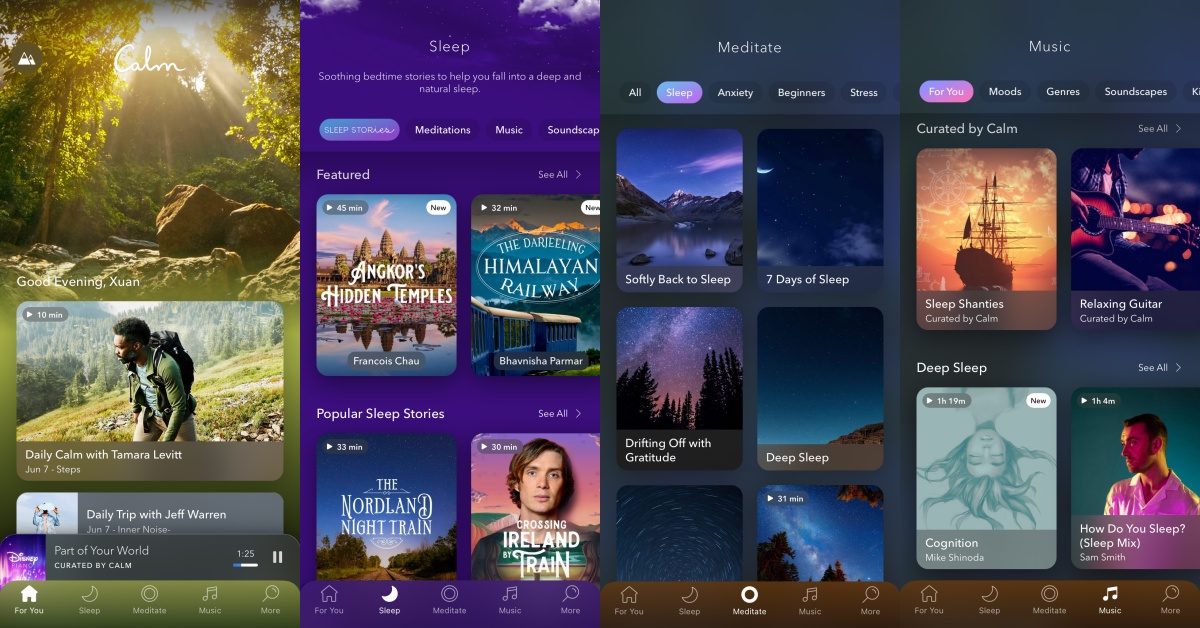 Calm
Good Evening, Xuan
10 min
Daily Calm with Tamara Levitt
Jun 7 - Steps
Daily Trip with Jeff Warren
Jun 7 - Inner Noise-
Disney
PIANO
Part of Your World
CURATED BY CALM
1:25
For You
Sleep
Meditate
Music
More
Sleep
Soothing bedtime stories to help you fall into a deep and
natural sleep.
SLEEP STORIES
Meditations
Music
Soundscap
Featured
See All
45 min
New
ANGKOR'S
HIDDEN TEMPLES
Francois Chau
32 min
New
THE DARJEELING
HIMALAYAN
RAILWAY
Bhavnisha Parmar
Popular Sleep Stories
See All
33 min
THE
NORDLAND
NIGHT TRAIN
30 min
CROSSING
IRELAND
BY TRAIN
For You
Sleep
Meditate
Music
More
Meditate
All
Sleep
Anxiety
Beginners
Stress
Softly Back to Sleep
7 Days of Sleep
Drifting Off with
Gratitude
Deep Sleep
31 min
For You
Sleep
Meditate
Music
More
Music
For You
Moods
Genres
Soundscapes
Ki
Curated by Calm
See All
Sleep Shanties
Curated by Calm
Relaxing Guitar
Curated by Calm
Deep Sleep
See All
1h 19m
New
Cognition
Mike Shinoda
1h 4m
How Do You Sleep?
(Sleep Mix)
Sam Smith
For You
Sleep
Meditate
Music
More